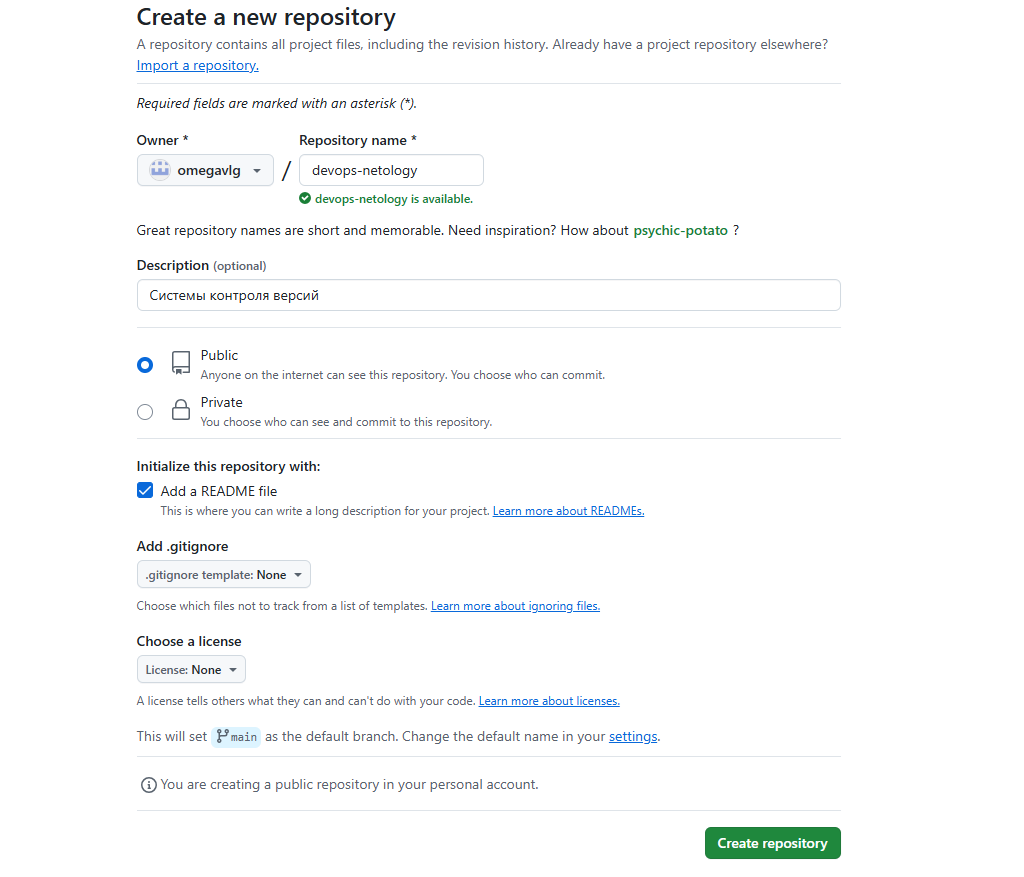 Create a new repository
A repository contains all project files, including the revision history. Already have a project repository elsewhere?
Import a repository.
Required fields are marked with an asterisk (*).
Owner *
Repository name *
omegavlg
/
devops-netology
devops-netology is available.
Great repository names are short and memorable. Need inspiration? How about psychic-potato ?
Description (optional)
Системы контроля версий
Public
Anyone on the internet can see this repository. You choose who can commit.
Private
You choose who can see and commit to this repository.
Initialize this repository with:
Add a README file
This is where you can write a long description for your project. Learn more about READMEs.
Add .gitignore
.gitignore template: None
Choose which files not to track from a list of templates. Learn more about ignoring files.
Choose a license
License: None
A license tells others what they can and can't do with your code. Learn more about licenses.
This will set main as the default branch. Change the default name in your settings.
You are creating a public repository in your personal account.
Create repository